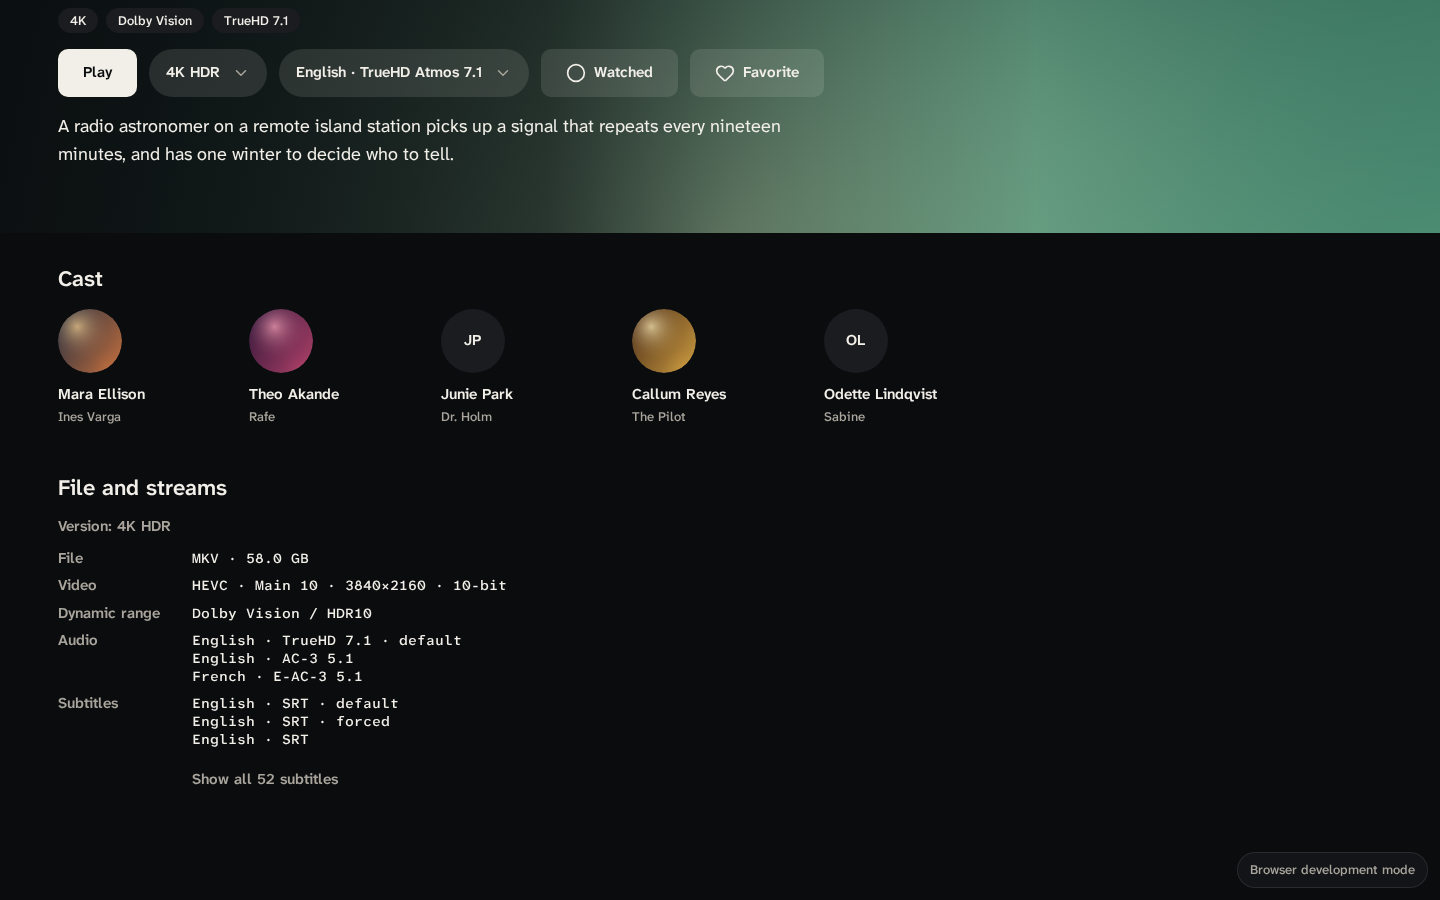 4K Dolby Vision TrueHD 7.1
Play 4K HDR English · TrueHD Atmos 7.1 Watched Favorite
A radio astronomer on a remote island station picks up a signal that repeats every nineteen
minutes, and has one winter to decide who to tell.
Cast
JP OL
Mara Ellison Theo Akande Junie Park Callum Reyes Odette Lindqvist
Ines Varga Rafe Dr. Holm The Pilot Sabine
File and streams
Version: 4K HDR
File MKV · 58.0 GB
Video HEVC · Main 10 · 3840×2160 · 10-bit
Dynamic range Dolby Vision / HDR10
Audio English · TrueHD 7.1 · default
English · AC-3 5.1
French · E-AC-3 5.1
Subtitles English · SRT · default
English · SRT · forced
English · SRT
Show all 52 subtitles
Browser development mode